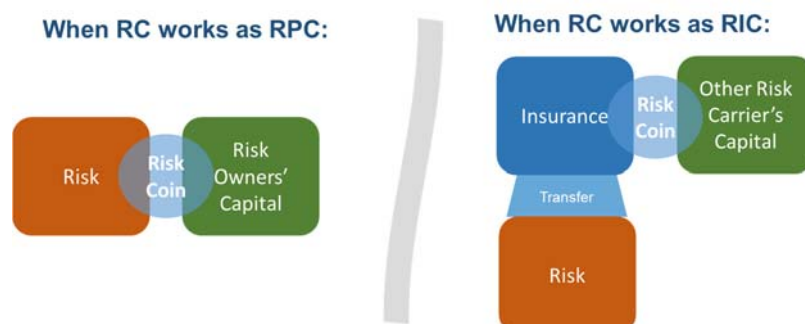 When RC works as RPC:
Risk
Risk
Coin
Risk
Owners’
Capital
When RC works as RIC:
Insurance
Risk
Coin
Other Risk
Carrier’s
Capital
Transfer
Risk